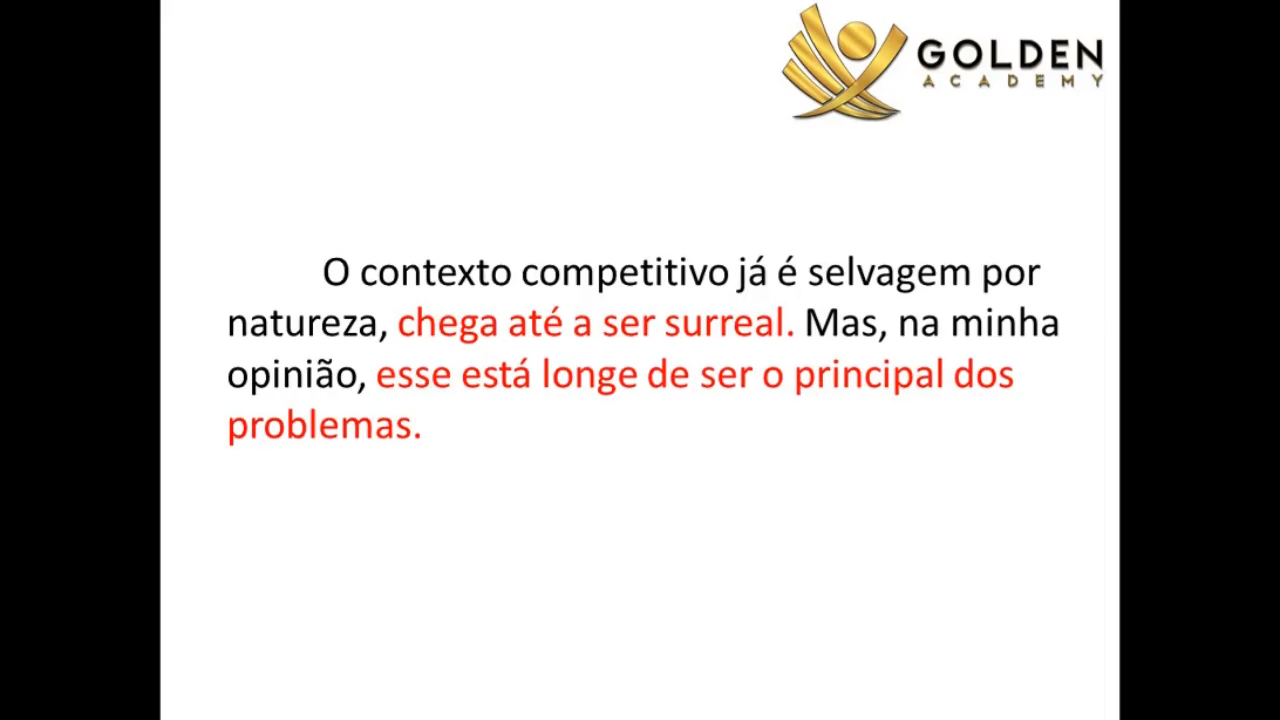 GOLDEN
ACADEMY
O contexto competitivo já é selvagem por
natureza, chega até a ser surreal. Mas, na minha
opinião, esse está longe de ser o principal dos
problemas.